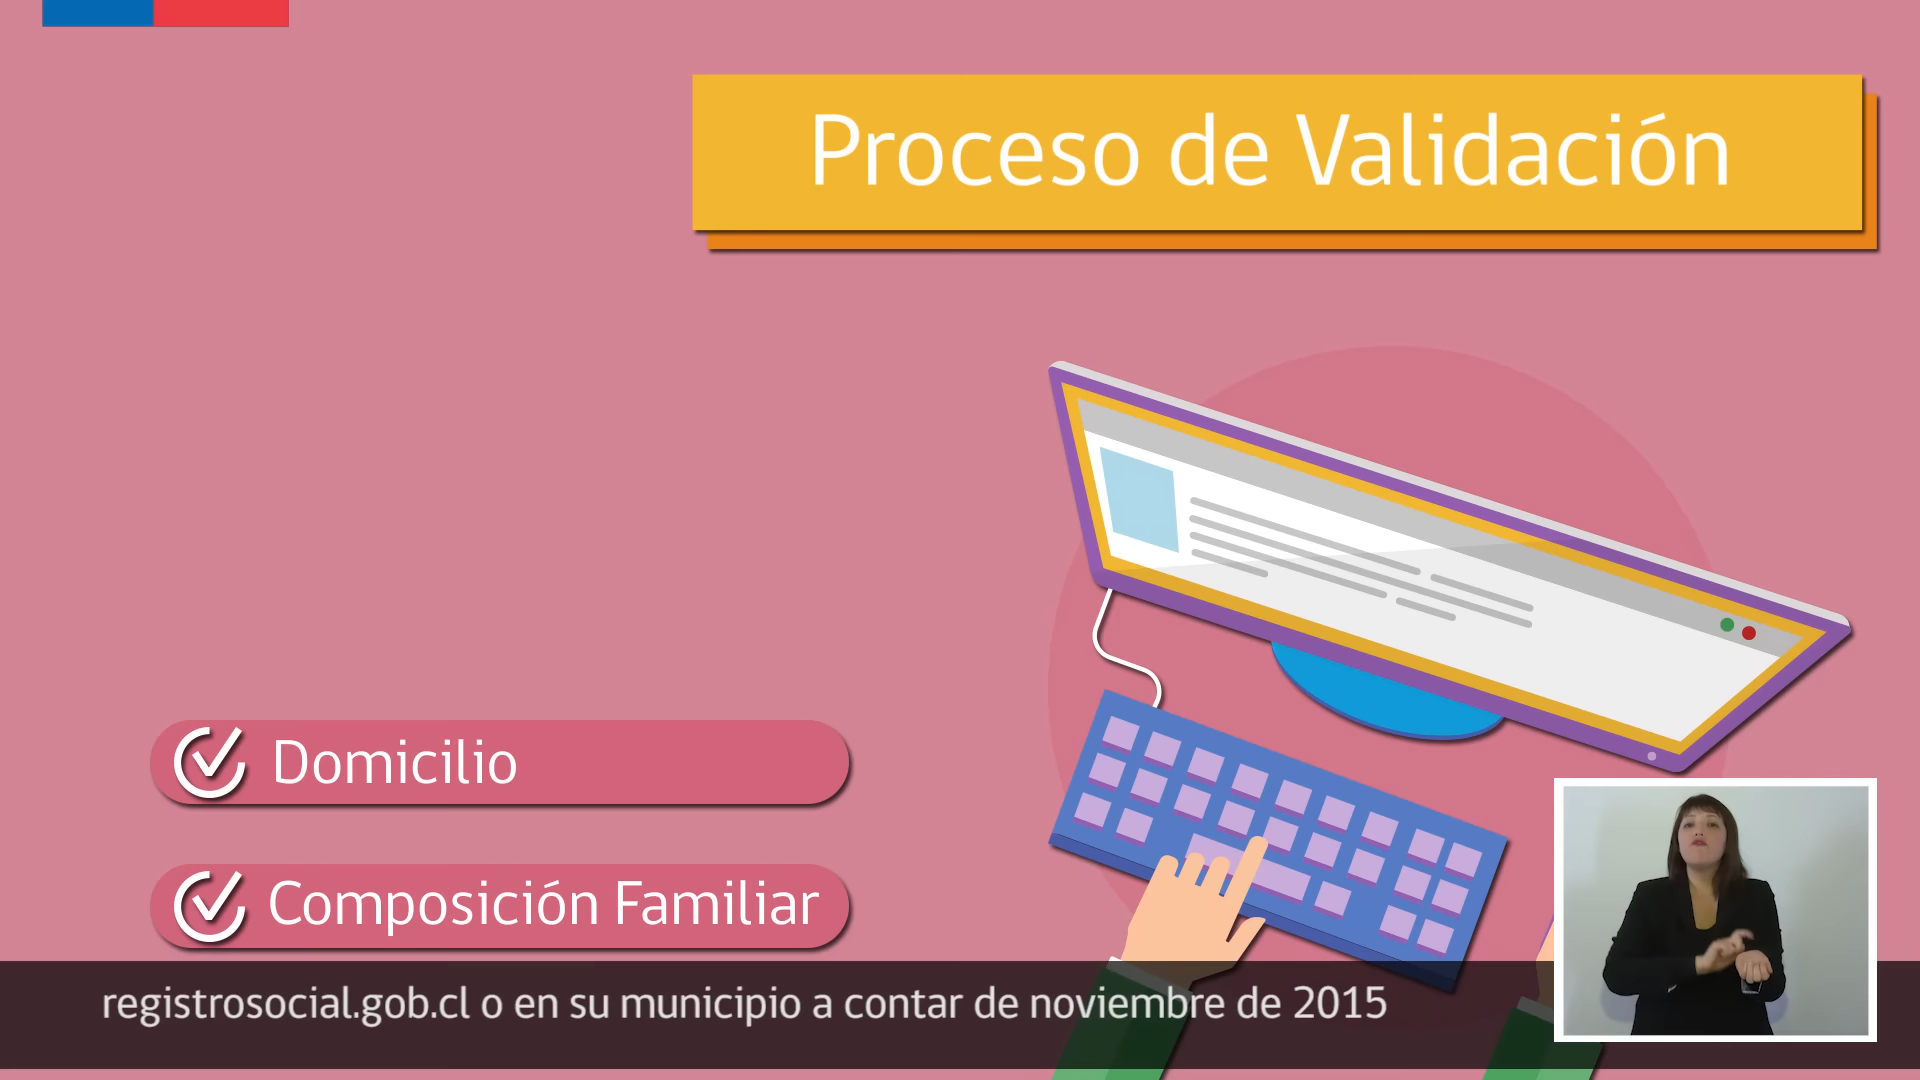 Proceso de Validación
Domicilio
Composición Familiar
registrosocial.gob.cl o en su municipio a contar de noviembre de 2015